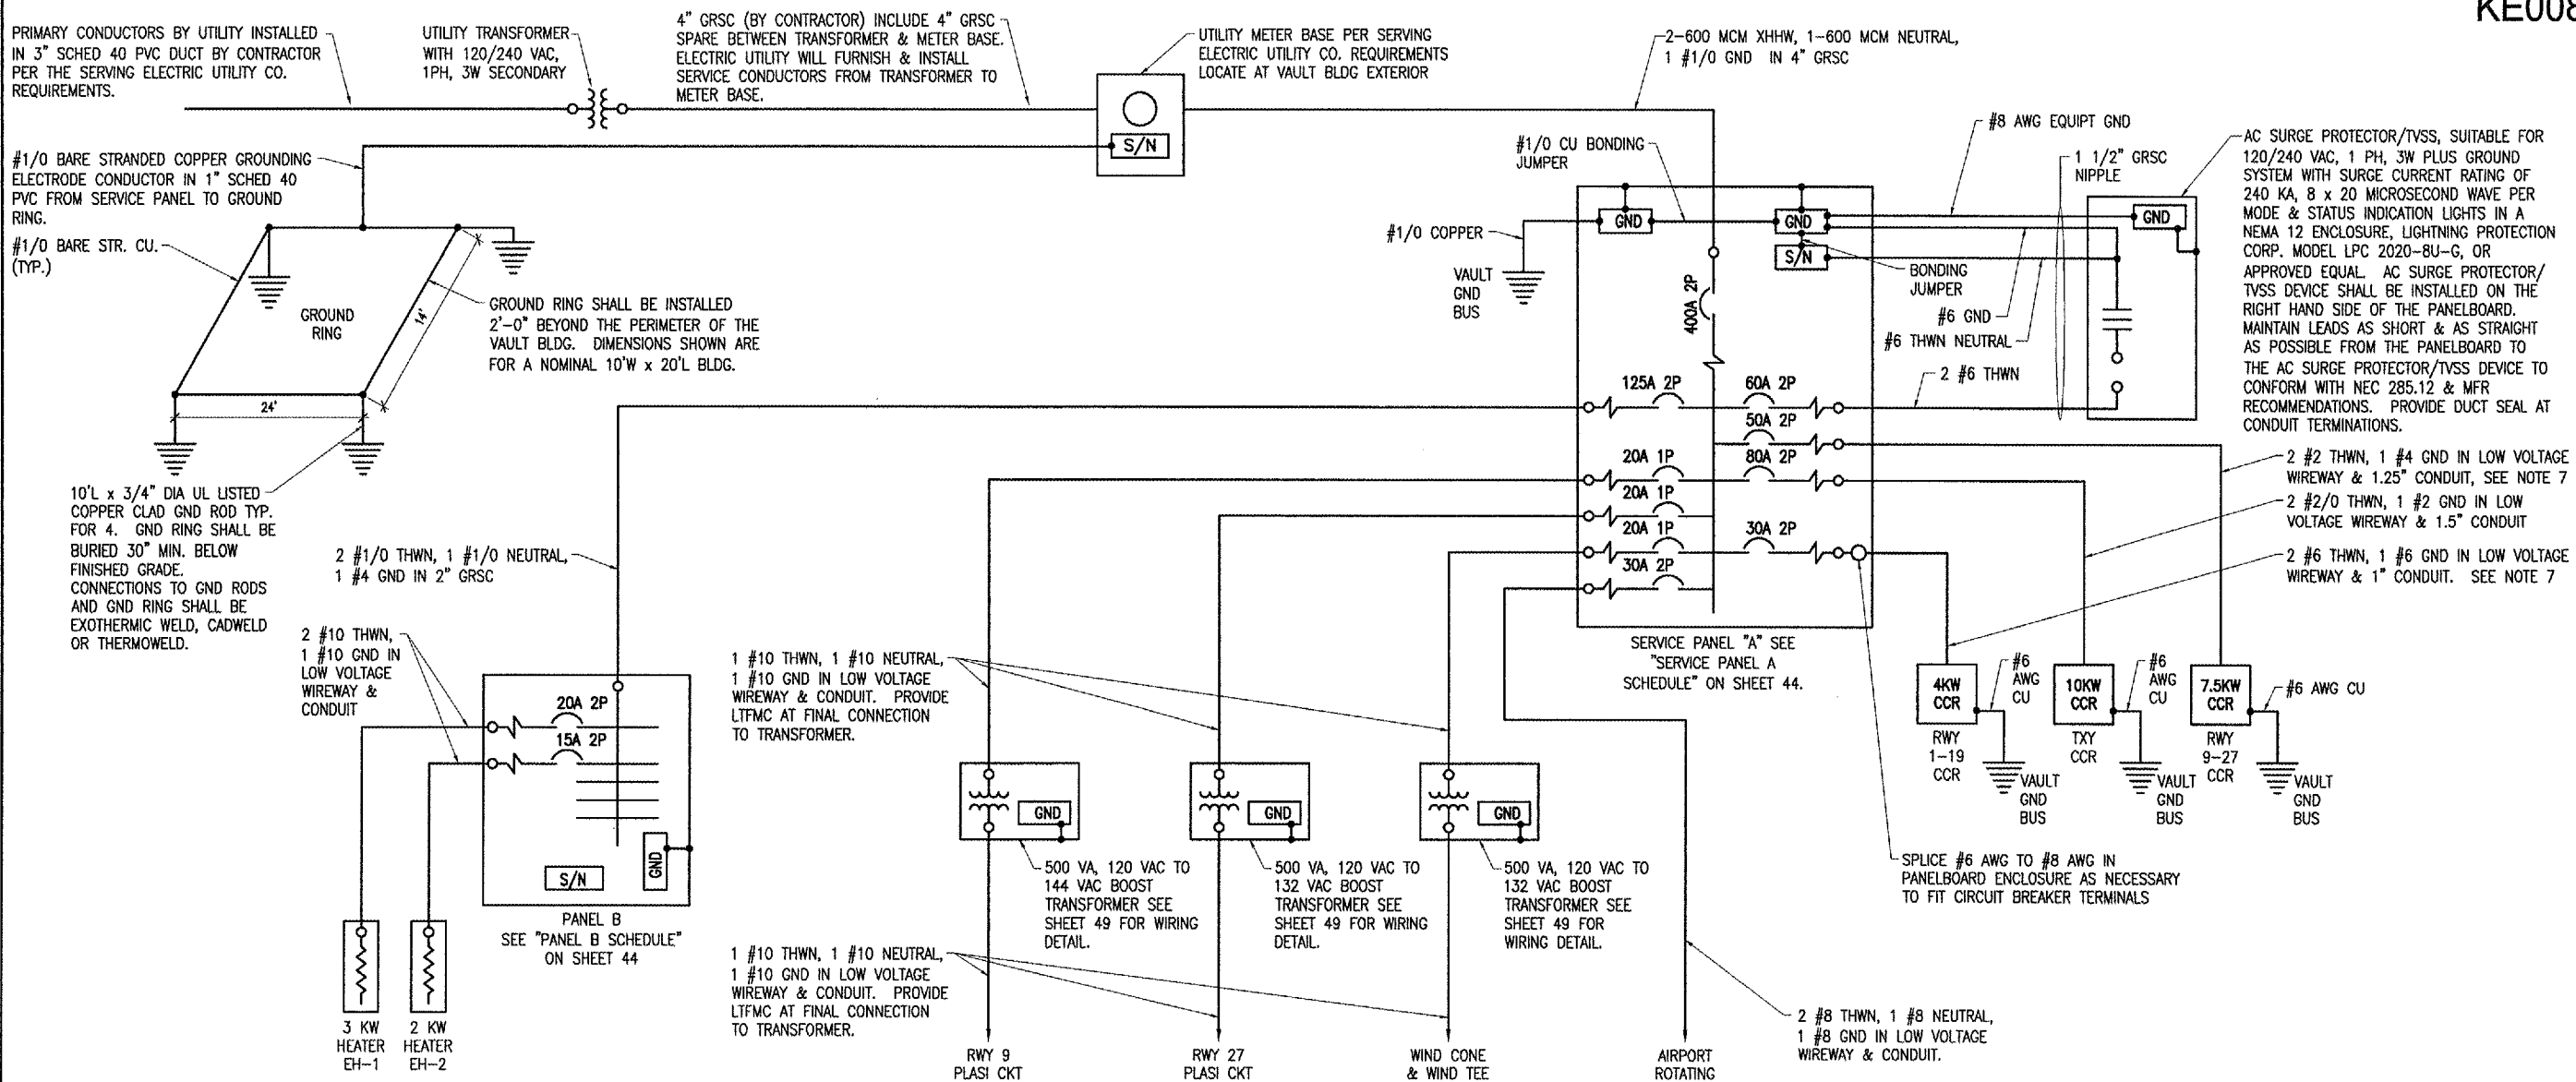 KE008
PRIMARY CONDUCTORS BY UTILITY INSTALLED
IN 3" SCHED 40 PVC DUCT BY CONTRACTOR
PER THE SERVING ELECTRIC UTILITY CO.
REQUIREMENTS.
UTILITY TRANSFORMER
WITH 120/240 VAC,
1PH, 3W SECONDARY
4" GRSC (BY CONTRACTOR) INCLUDE 4" GRSC
SPARE BETWEEN TRANSFORMER & METER BASE.
ELECTRIC UTILITY WILL FURNISH & INSTALL
SERVICE CONDUCTORS FROM TRANSFORMER TO
METER BASE.
UTILITY METER BASE PER SERVING
ELECTRIC UTILITY CO. REQUIREMENTS
LOCATE AT VAULT BLDG EXTERIOR
2-600 MCM XHHW, 1-600 MCM NEUTRAL,
1 #1/0 GND IN 4" GRSC
S/N
#1/0 BARE STRANDED COPPER GROUNDING
ELECTRODE CONDUCTOR IN 1" SCHED 40
PVC FROM SERVICE PANEL TO GROUND
RING.
#1/0 BARE STR. CU.
(TYP.)
GROUND
RING
14'
24'
GROUND RING SHALL BE INSTALLED
2'-0" BEYOND THE PERIMETER OF THE
VAULT BLDG. DIMENSIONS SHOWN ARE
FOR A NOMINAL 10'W x 20'L BLDG.
10'L x 3/4" DIA UL LISTED
COPPER CLAD GND ROD TYP.
FOR 4. GND RING SHALL BE
BURIED 30" MIN. BELOW
FINISHED GRADE.
CONNECTIONS TO GND RODS
AND GND RING SHALL BE
EXOTHERMIC WELD, CADWELD
OR THERMOWELD.
#1/0 CU BONDING
JUMPER
#1/0 COPPER
VAULT
GND
BUS
GND
GND
S/N
BONDING
JUMPER
#8 AWG EQUIPT GND
1 1/2" GRSC
NIPPLE
GND
#6 GND
#6 THWN NEUTRAL
2 #6 THWN
AC SURGE PROTECTOR/TVSS, SUITABLE FOR
120/240 VAC, 1 PH, 3W PLUS GROUND
SYSTEM WITH SURGE CURRENT RATING OF
240 KA, 8 x 20 MICROSECOND WAVE PER
MODE & STATUS INDICATION LIGHTS IN A
NEMA 12 ENCLOSURE, LIGHTNING PROTECTION
CORP. MODEL LPC 2020-8U-G, OR
APPROVED EQUAL. AC SURGE PROTECTOR/
TVSS DEVICE SHALL BE INSTALLED ON THE
RIGHT HAND SIDE OF THE PANELBOARD.
MAINTAIN LEADS AS SHORT & AS STRAIGHT
AS POSSIBLE FROM THE PANELBOARD TO
THE AC SURGE PROTECTOR/TVSS DEVICE TO
CONFORM WITH NEC 285.12 & MFR
RECOMMENDATIONS. PROVIDE DUCT SEAL AT
CONDUIT TERMINATIONS.
400A 2P
125A 2P
60A 2P
50A 2P
20A 1P
80A 2P
20A 1P
20A 1P
30A 2P
30A 2P
SERVICE PANEL "A" SEE
"SERVICE PANEL A
SCHEDULE" ON SHEET 44.
2 #2 THWN, 1 #4 GND IN LOW VOLTAGE
WIREWAY & 1.25" CONDUIT, SEE NOTE 7
2 #2/0 THWN, 1 #2 GND IN LOW
VOLTAGE WIREWAY & 1.5" CONDUIT
2 #6 THWN, 1 #6 GND IN LOW VOLTAGE
WIREWAY & 1" CONDUIT. SEE NOTE 7
2 #1/0 THWN, 1 #1/0 NEUTRAL,
1 #4 GND IN 2" GRSC
2 #10 THWN,
1 #10 GND IN
LOW VOLTAGE
WIREWAY &
CONDUIT
20A 2P
15A 2P
S/N
GND
PANEL B
SEE "PANEL B SCHEDULE"
ON SHEET 44
3 KW
HEATER
EH-1
2 KW
HEATER
EH-2
1 #10 THWN, 1 #10 NEUTRAL,
1 #10 GND IN LOW VOLTAGE
WIREWAY & CONDUIT. PROVIDE
LTFMC AT FINAL CONNECTION
TO TRANSFORMER.
GND
GND
GND
500 VA, 120 VAC TO
144 VAC BOOST
TRANSFORMER SEE
SHEET 49 FOR WIRING
DETAIL.
500 VA, 120 VAC TO
132 VAC BOOST
TRANSFORMER SEE
SHEET 49 FOR WIRING
DETAIL.
500 VA, 120 VAC TO
132 VAC BOOST
TRANSFORMER SEE
SHEET 49 FOR
WIRING DETAIL.
1 #10 THWN, 1 #10 NEUTRAL,
1 #10 GND IN LOW VOLTAGE
WIREWAY & CONDUIT. PROVIDE
LTFMC AT FINAL CONNECTION
TO TRANSFORMER.
RWY 9
PLASI CKT
RWY 27
PLASI CKT
WIND CONE
& WIND TEE
AIRPORT
ROTATING
2 #8 THWN, 1 #8 NEUTRAL,
1 #8 GND IN LOW VOLTAGE
WIREWAY & CONDUIT.
4KW
CCR
#6
AWG
CU
RWY
1-19
CCR
VAULT
GND
BUS
10KW
CCR
#6
AWG
CU
TXY
CCR
VAULT
GND
BUS
7.5KW
CCR
#6 AWG CU
RWY
9-27
CCR
VAULT
GND
BUS
SPLICE #6 AWG TO #8 AWG IN
PANELBOARD ENCLOSURE AS NECESSARY
TO FIT CIRCUIT BREAKER TERMINALS